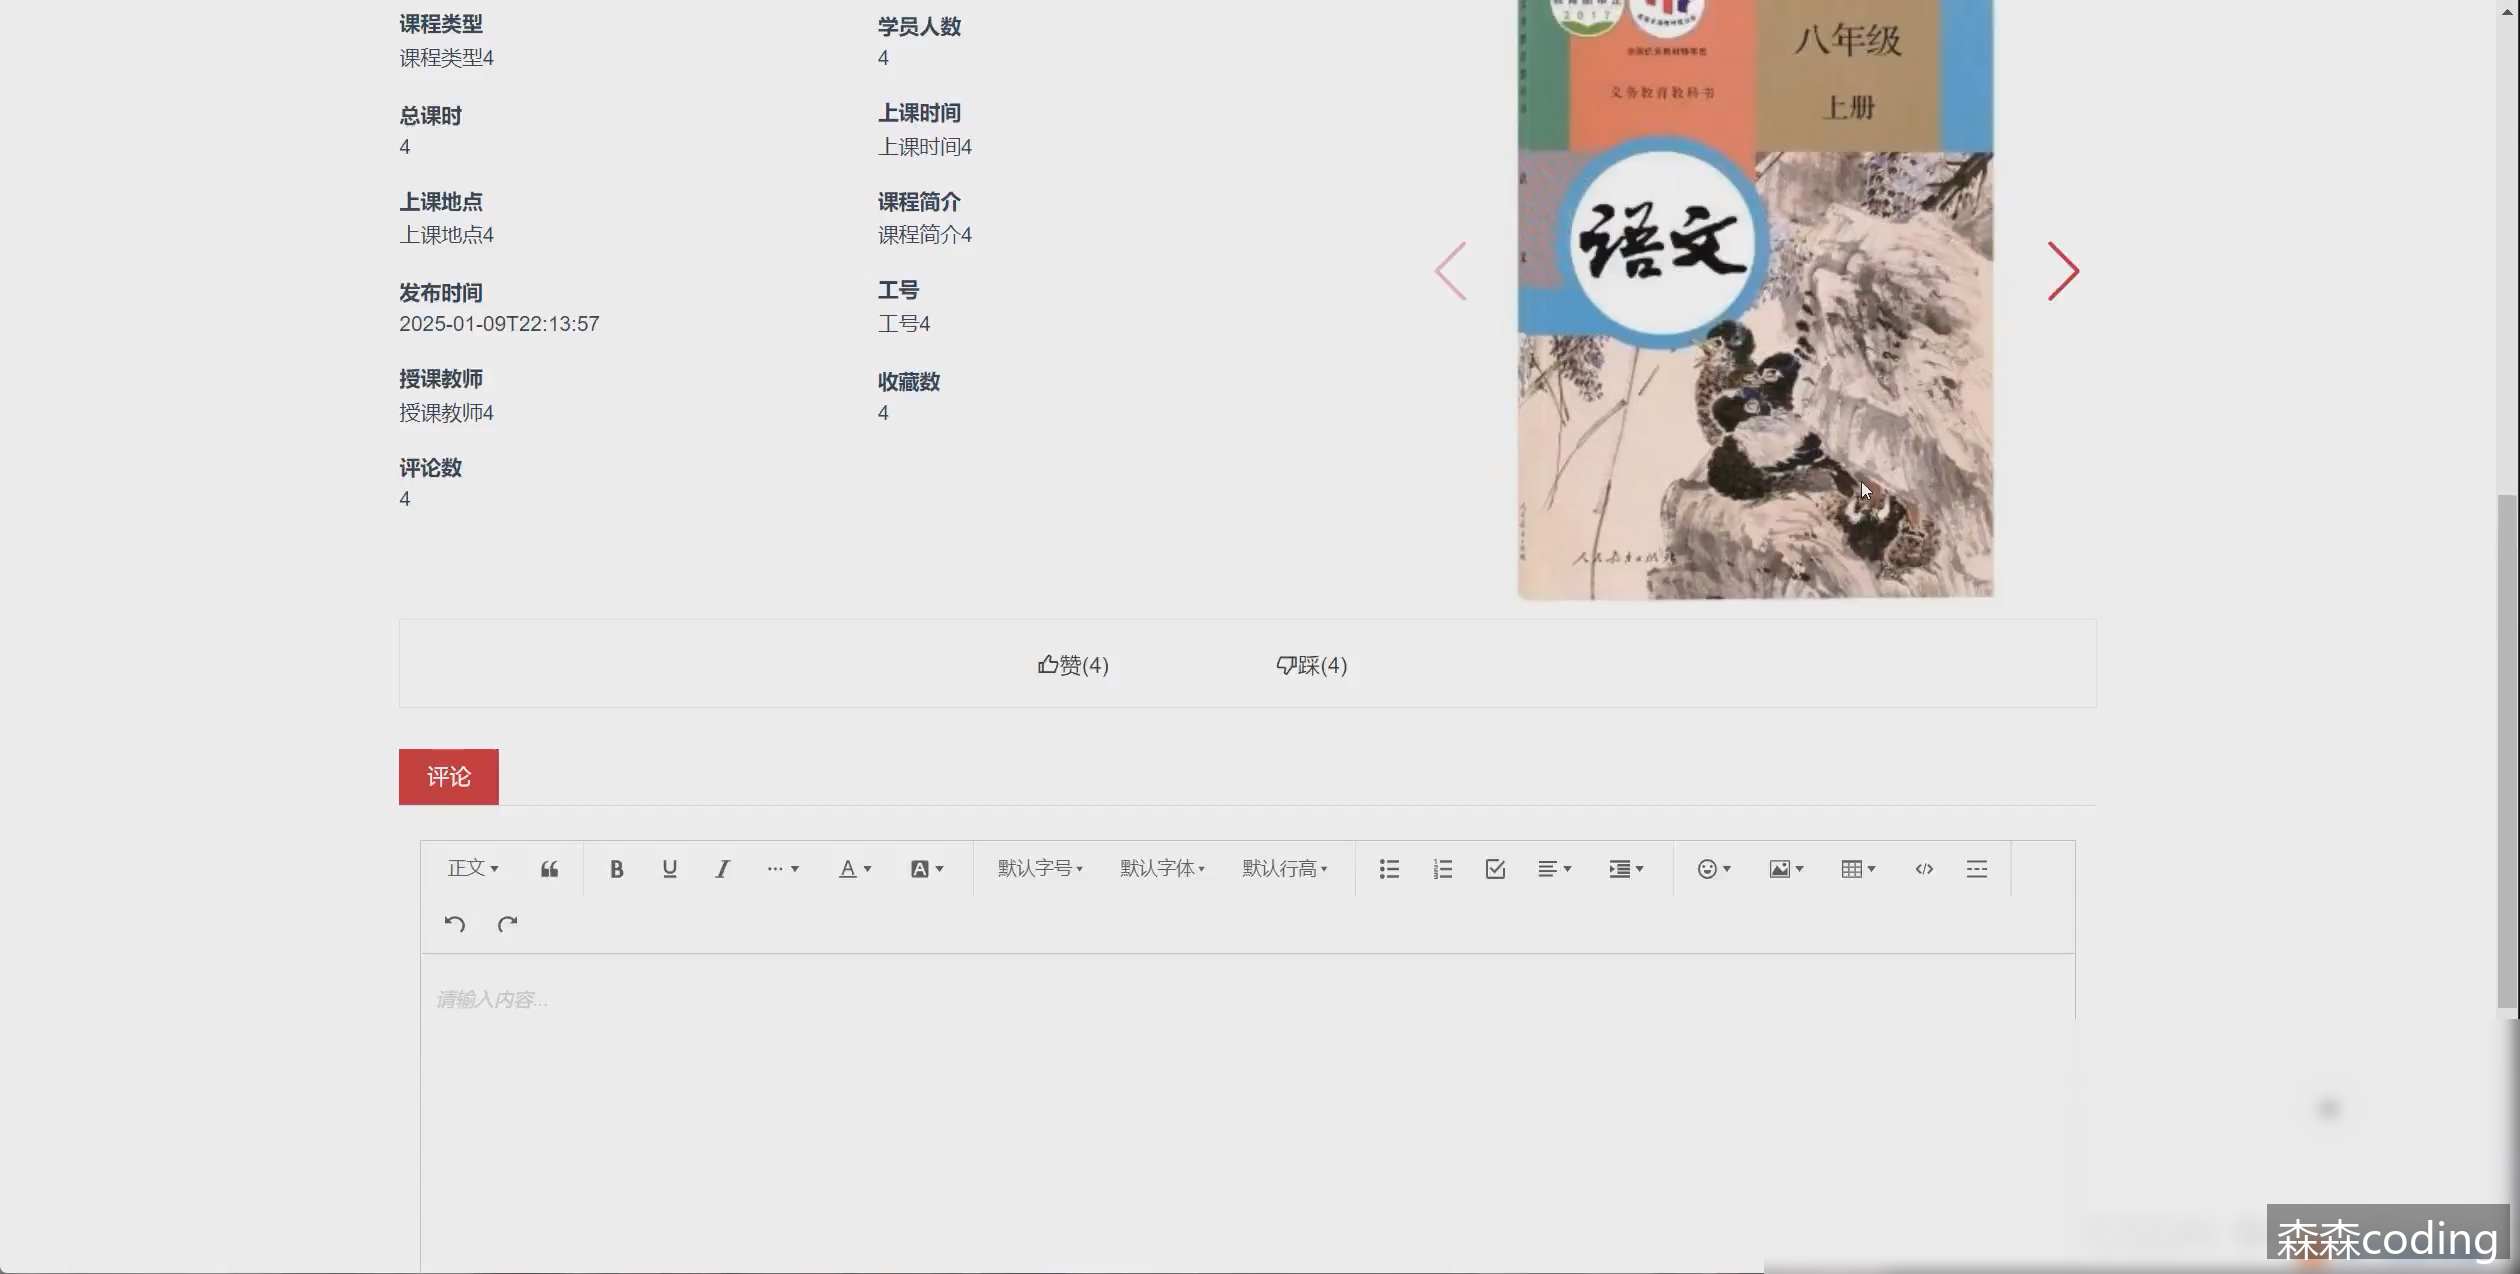 课程类型
课程类型4
学员人数
4
总课时
4
上课时间
上课时间4
上课地点
上课地点4
课程简介
课程简介4
发布时间
2025-01-09T22:13:57
工号
工号4
授课教师
授课教师4
收藏数
4
评论数
4
2017
八年级
上册
义务教育教科书
语文
人民教育出版社
赞(4)
踩(4)
评论
正文
默认字号
默认字体
默认行高
请输入内容...
森森coding